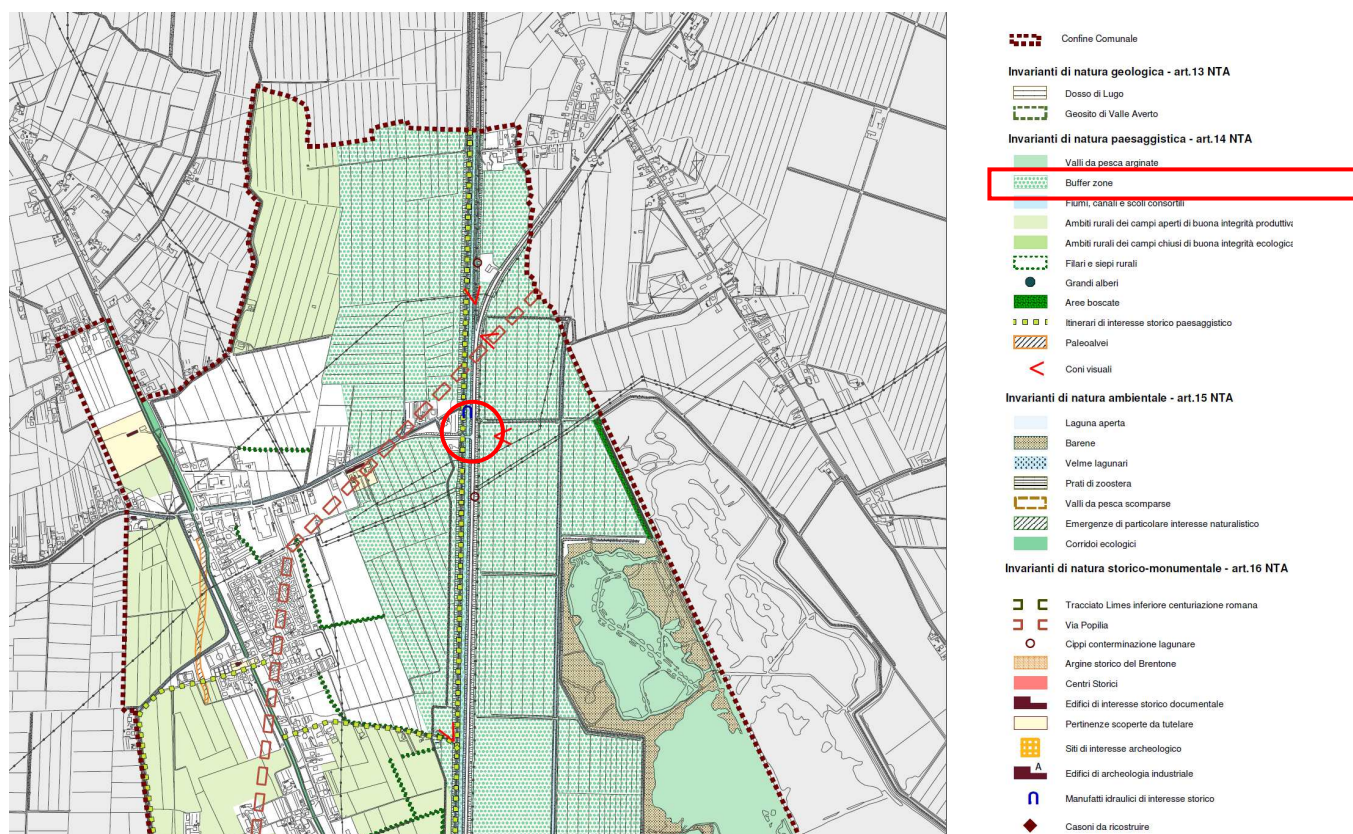 Confine Comunale
Invarianti di natura geologica - art.13 NTA
Dosso di Lugo
Geosito di Valle Averto
Invarianti di natura paesaggistica - art.14 NTA
Valli da pesca arginate
Buffer zone
Fiumi, canali e scoli consortili
Ambiti rurali dei campi aperti di buona integrità produttiva
Ambiti rurali dei campi chiusi di buona integrità ecologica
Filari e siepi rurali
Grandi alberi
Aree boscate
Itinerari di interesse storico paesaggistico
Paleoalvei
Coni visuali
Invarianti di natura ambientale - art.15 NTA
Laguna aperta
Barene
Velme lagunari
Prati di zoostera
Valli da pesca scomparse
Emergenze di particolare interesse naturalistico
Corridoi ecologici
Invarianti di natura storico-monumentale - art.16 NTA
Tracciato Limes inferiore centuriazione romana
Via Popilia
Cippi conterminazione lagunare
Argine storico del Brentone
Centri Storici
Edifici di interesse storico documentale
Pertinenze scoperte da tutelare
Siti di interesse archeologico
A
Edifici di archeologia industriale
Manufatti idraulici di interesse storico
Casoni da ricostruire